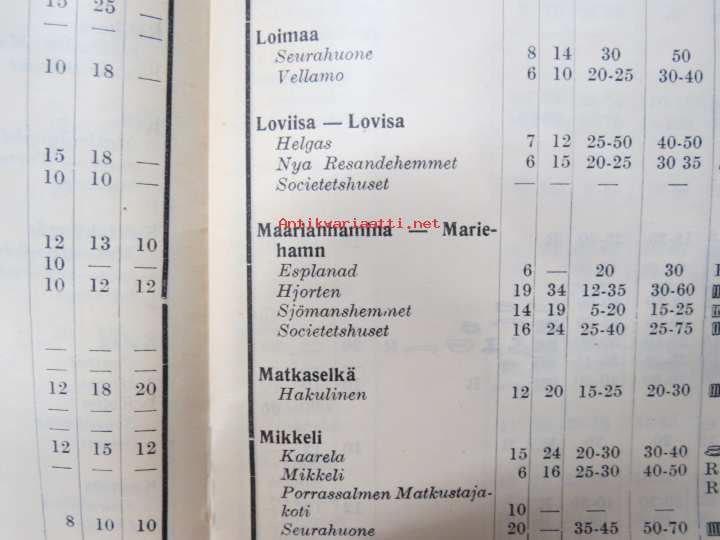 15 25
— — —
10 18 —
15 18 —
10 10 —
12 13 10
10 — —
10 12 12
— — —
— — —
12 18 20
— — —
— — —
12 15 12
— — —
8 10 10
Loimaa
Seurahuone 8 14 30 50
Vellamo 6 10 20-25 30-40
Loviisa — Lovisa
Helgas 7 12 25-50 40-50
Nya Resandehemmet 6 15 20-25 30 35
Societetshuset — — — —
Antikvariaatti.net
Maarianhamina — Marie-
hamn
Esplanad 6 — 20 30
Hjorten 19 34 12-35 30-60
Sjömanshemmet 14 19 5-20 15-25
Societetshuset 16 24 25-40 25-75
Matkaselkä
Hakulinen 12 20 15-25 20-30
Mikkeli
Kaarela 15 24 20-30 30-40
Mikkeli 6 16 25-30 40-50 R
Porrassalmen Matkustaja- R
koti 10 — — —
Seurahuone 20 — 35-45 50-70